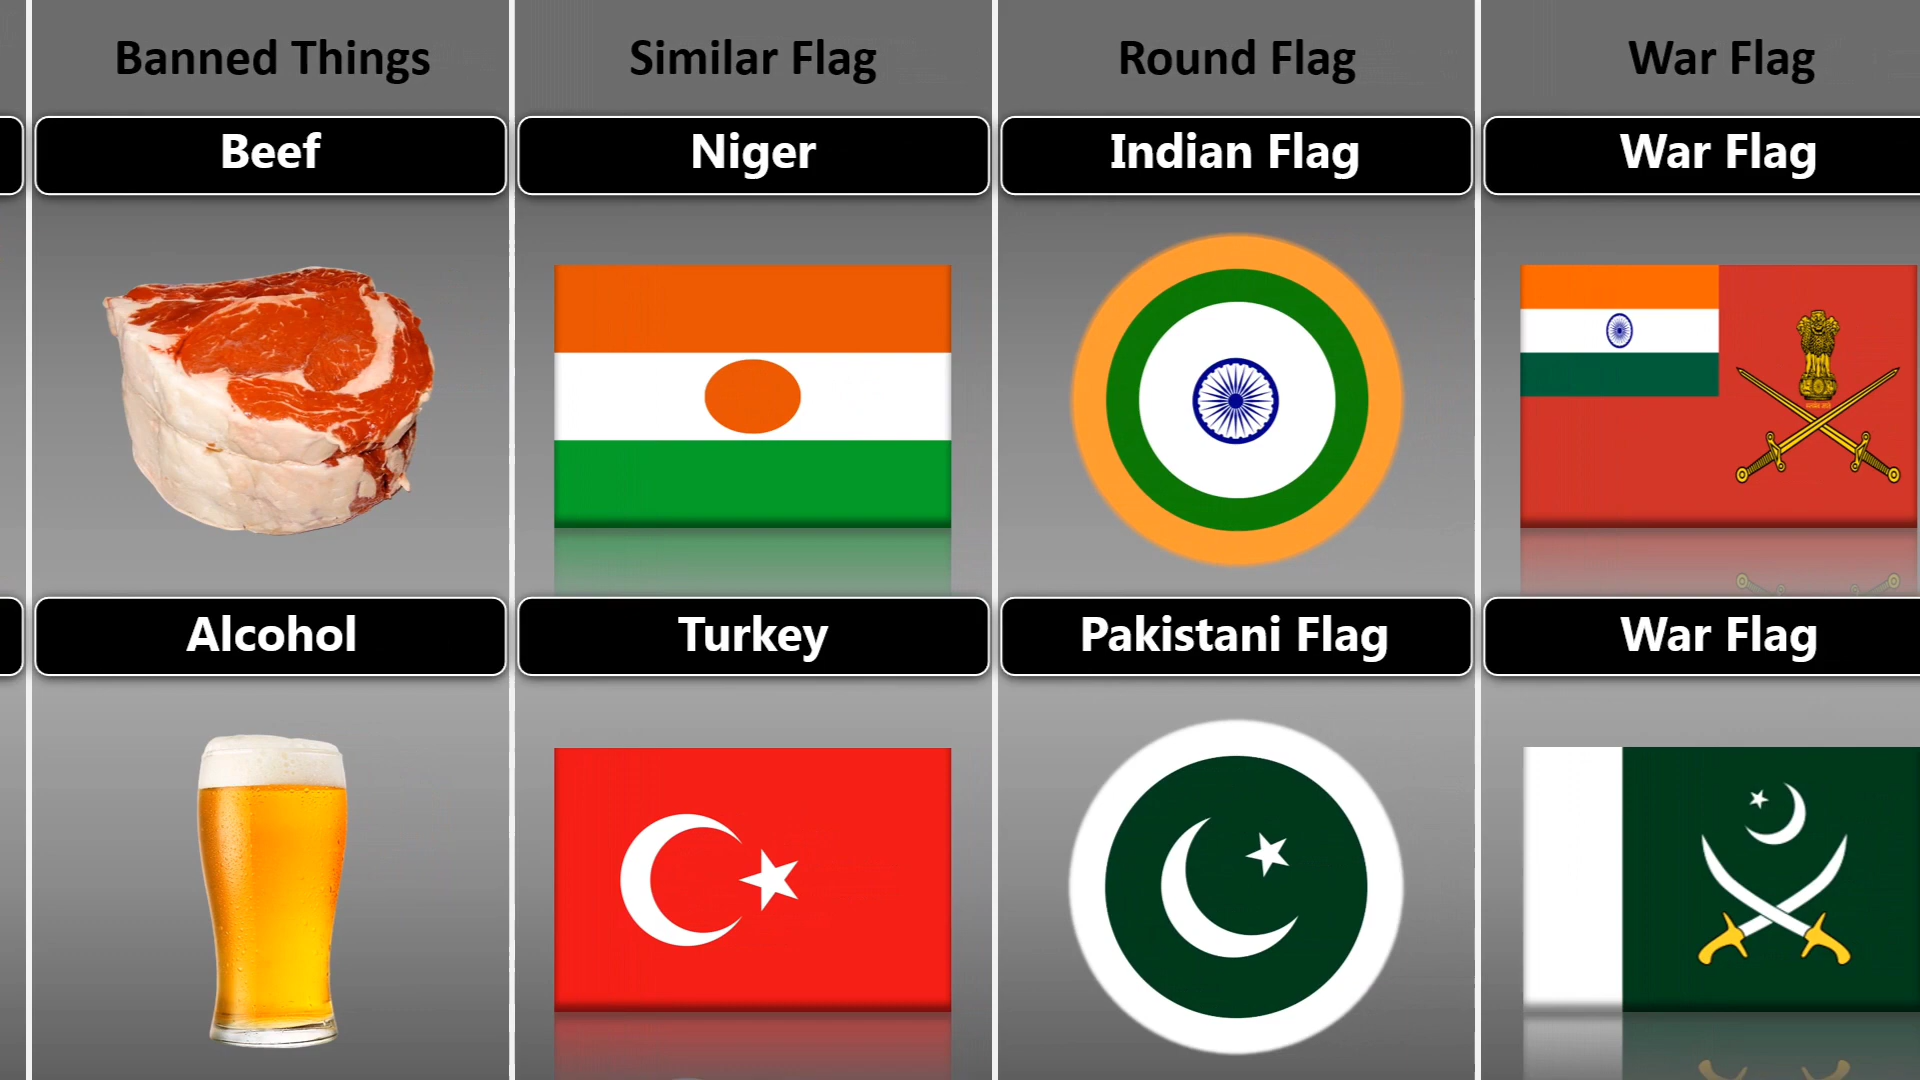 Banned Things
Similar Flag
Round Flag
War Flag
Beef
Niger
Indian Flag
War Flag
Alcohol
Turkey
Pakistani Flag
War Flag